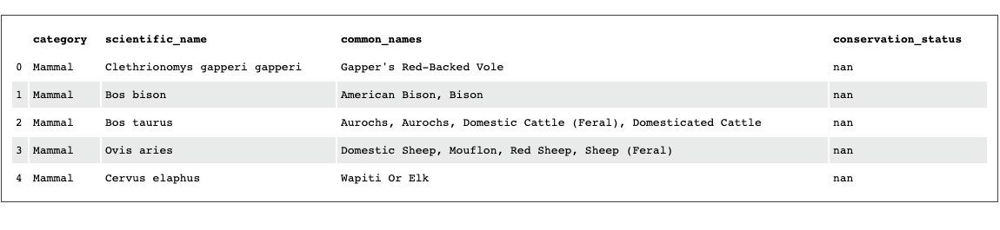 category scientific_name common_names conservation_status
0 Mammal Clethrionomys gapperi gapperi Gapper's Red-Backed Vole nan
1 Mammal Bos bison American Bison, Bison nan
2 Mammal Bos taurus Aurochs, Aurochs, Domestic Cattle (Feral), Domesticated Cattle nan
3 Mammal Ovis aries Domestic Sheep, Mouflon, Red Sheep, Sheep (Feral) nan
4 Mammal Cervus elaphus Wapiti Or Elk nan